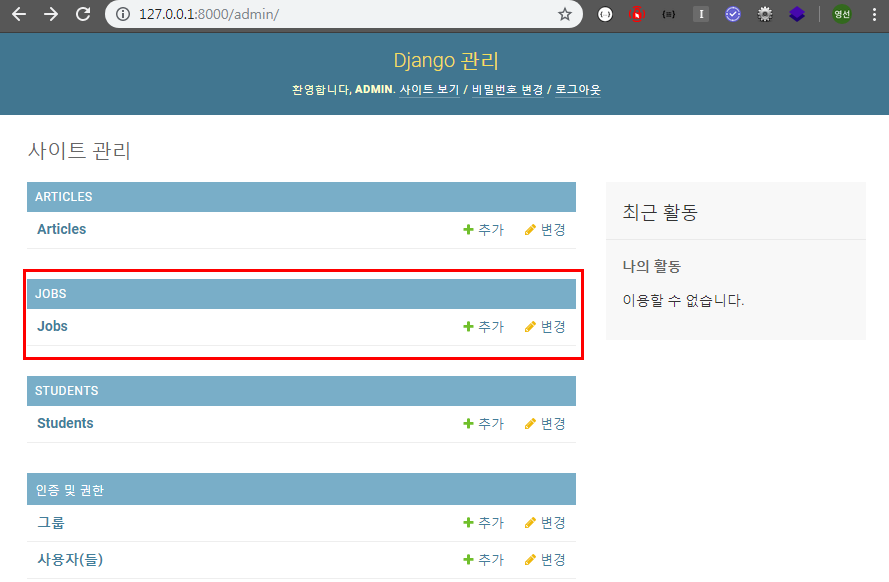 127.0.0.1:8000/admin/
영선
Django 관리
환영합니다, ADMIN. 사이트 보기 / 비밀번호 변경 / 로그아웃
사이트 관리
ARTICLES
Articles 추가 변경
JOBS
Jobs 추가 변경
STUDENTS
Students 추가 변경
인증 및 권한
그룹 추가 변경
사용자(들) 추가 변경
최근 활동
나의 활동
이용할 수 없습니다.